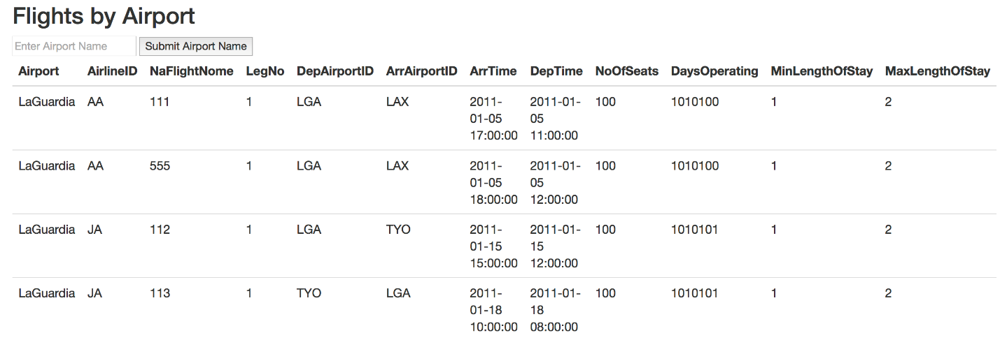 Flights by Airport
Enter Airport Name Submit Airport Name
Airport AirlineID NaFlightNome LegNo DepAirportID ArrAirportID ArrTime DepTime NoOfSeats DaysOperating MinLengthOfStay MaxLengthOfStay
LaGuardia AA 111 1 LGA LAX 2011- 2011-01- 100 1010100 1 2
01-05 05
17:00:00 11:00:00
LaGuardia AA 555 1 LGA LAX 2011- 2011-01- 100 1010100 1 2
01-05 05
18:00:00 12:00:00
LaGuardia JA 112 1 LGA TYO 2011- 2011-01- 100 1010101 1 2
01-15 15
15:00:00 12:00:00
LaGuardia JA 113 1 TYO LGA 2011- 2011-01- 100 1010101 1 2
01-18 18
10:00:00 08:00:00